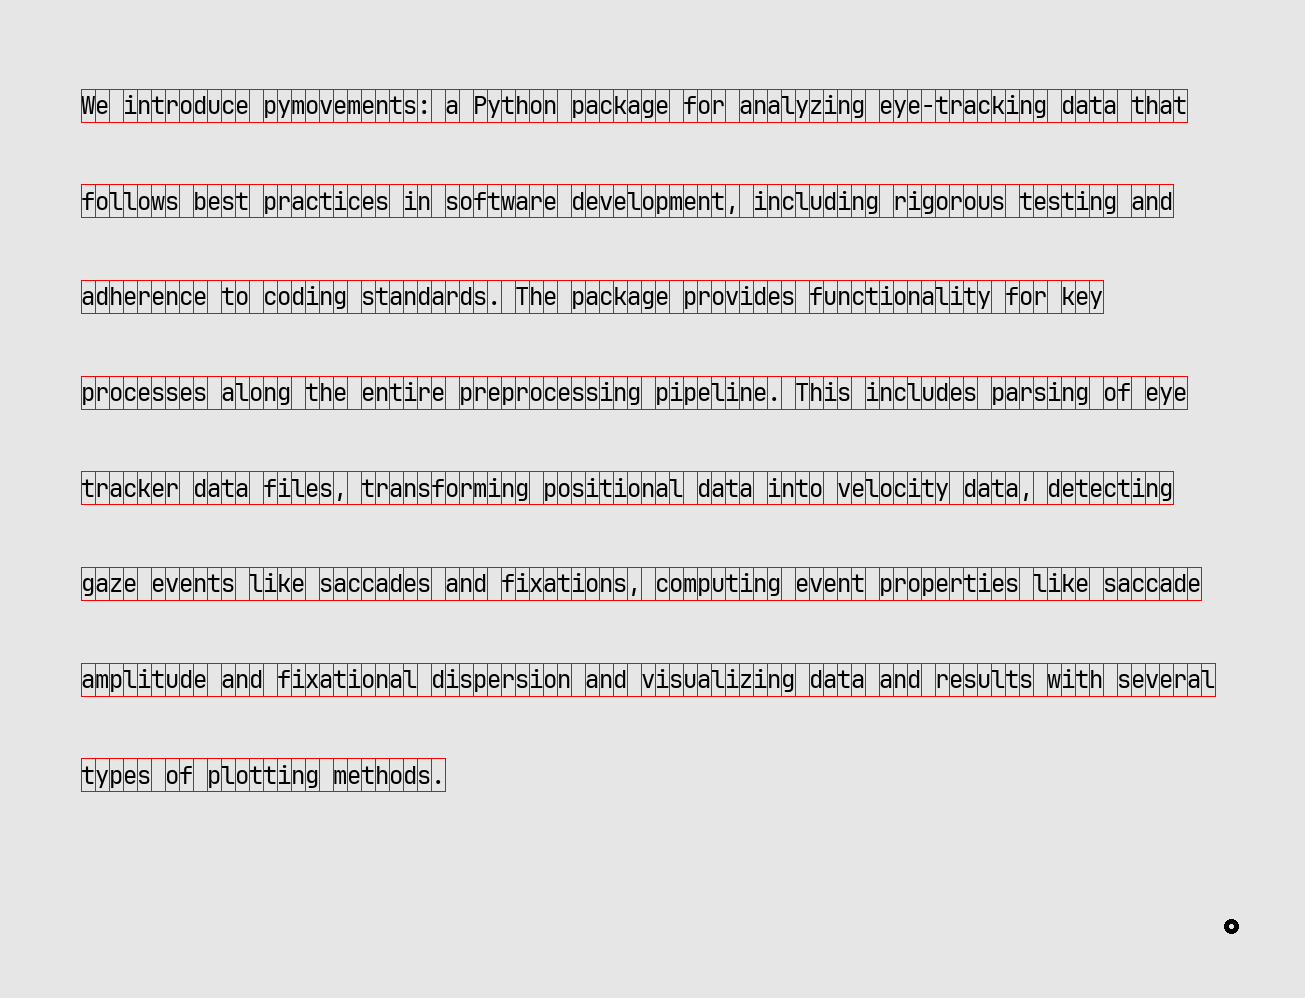 We introduce pymovements: a Python package for analyzing eye-tracking data that
follows best practices in software development, including rigorous testing and
adherence to coding standards. The package provides functionality for key
processes along the entire preprocessing pipeline. This includes parsing of eye
tracker data files, transforming positional data into velocity data, detecting
gaze events like saccades and fixations, computing event properties like saccade
amplitude and fixational dispersion and visualizing data and results with several
types of plotting methods.